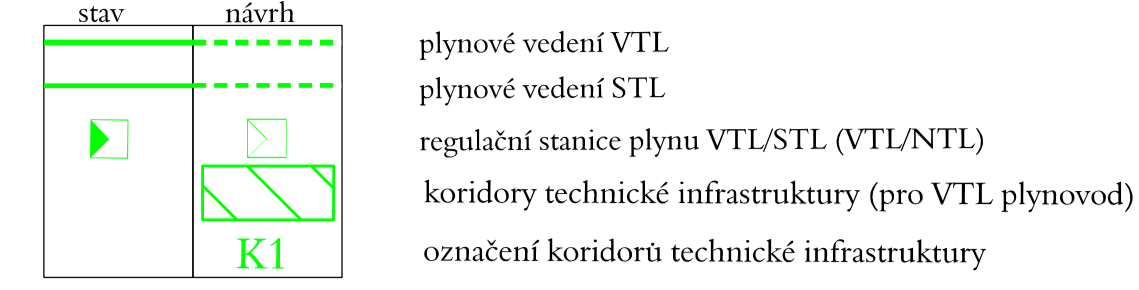 stav návrh
plynové vedení VTL
plynové vedení STL
regulační stanice plynu VTL/STL (VTL/NTL)
koridory technické infrastruktury (pro VTL plynovod)
K1 označení koridorů technické infrastruktury